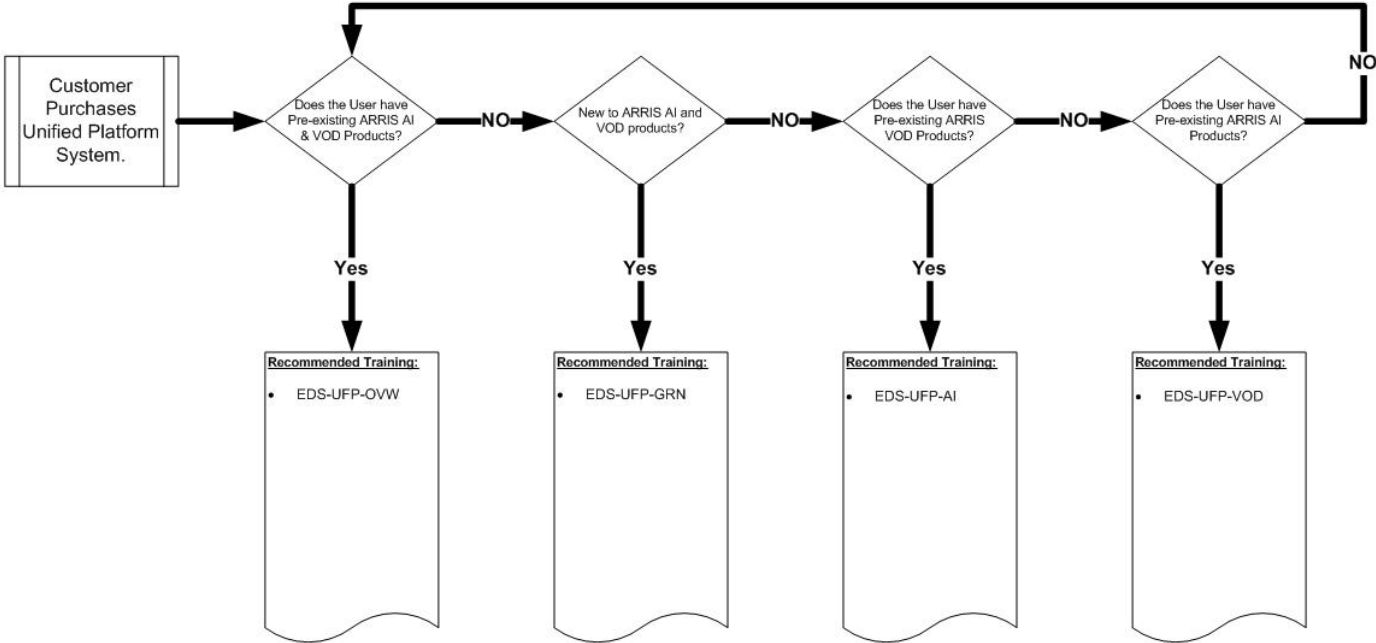 Customer
Purchases
Unified Platform
System.
Does the User have
Pre-existing ARRIS AI
& VOD Products?
NO
New to ARRIS AI and
VOD products?
NO
Does the User have
Pre-existing ARRIS
VOD Products?
NO
Does the User have
Pre-existing ARRIS AI
Products?
NO
Yes
Yes
Yes
Yes
Recommended Training:
• EDS-UFP-OVW
Recommended Training:
• EDS-UFP-GRN
Recommended Training:
• EDS-UFP-AI
Recommended Training:
• EDS-UFP-VOD